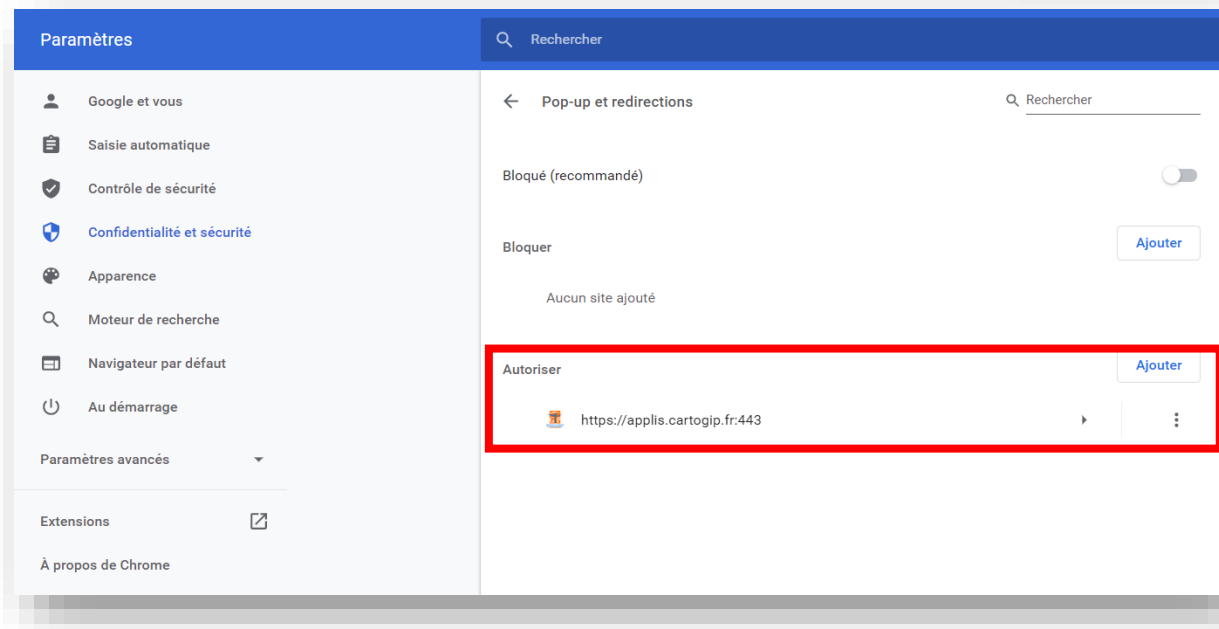 Paramètres
Rechercher
Google et vous
Saisie automatique
Contrôle de sécurité
Confidentialité et sécurité
Apparence
Moteur de recherche
Navigateur par défaut
Au démarrage
Paramètres avancés
Extensions
À propos de Chrome
Pop-up et redirections
Rechercher
Bloqué (recommandé)
Bloquer
Ajouter
Aucun site ajouté
Autoriser
Ajouter
https://applis.cartogip.fr:443